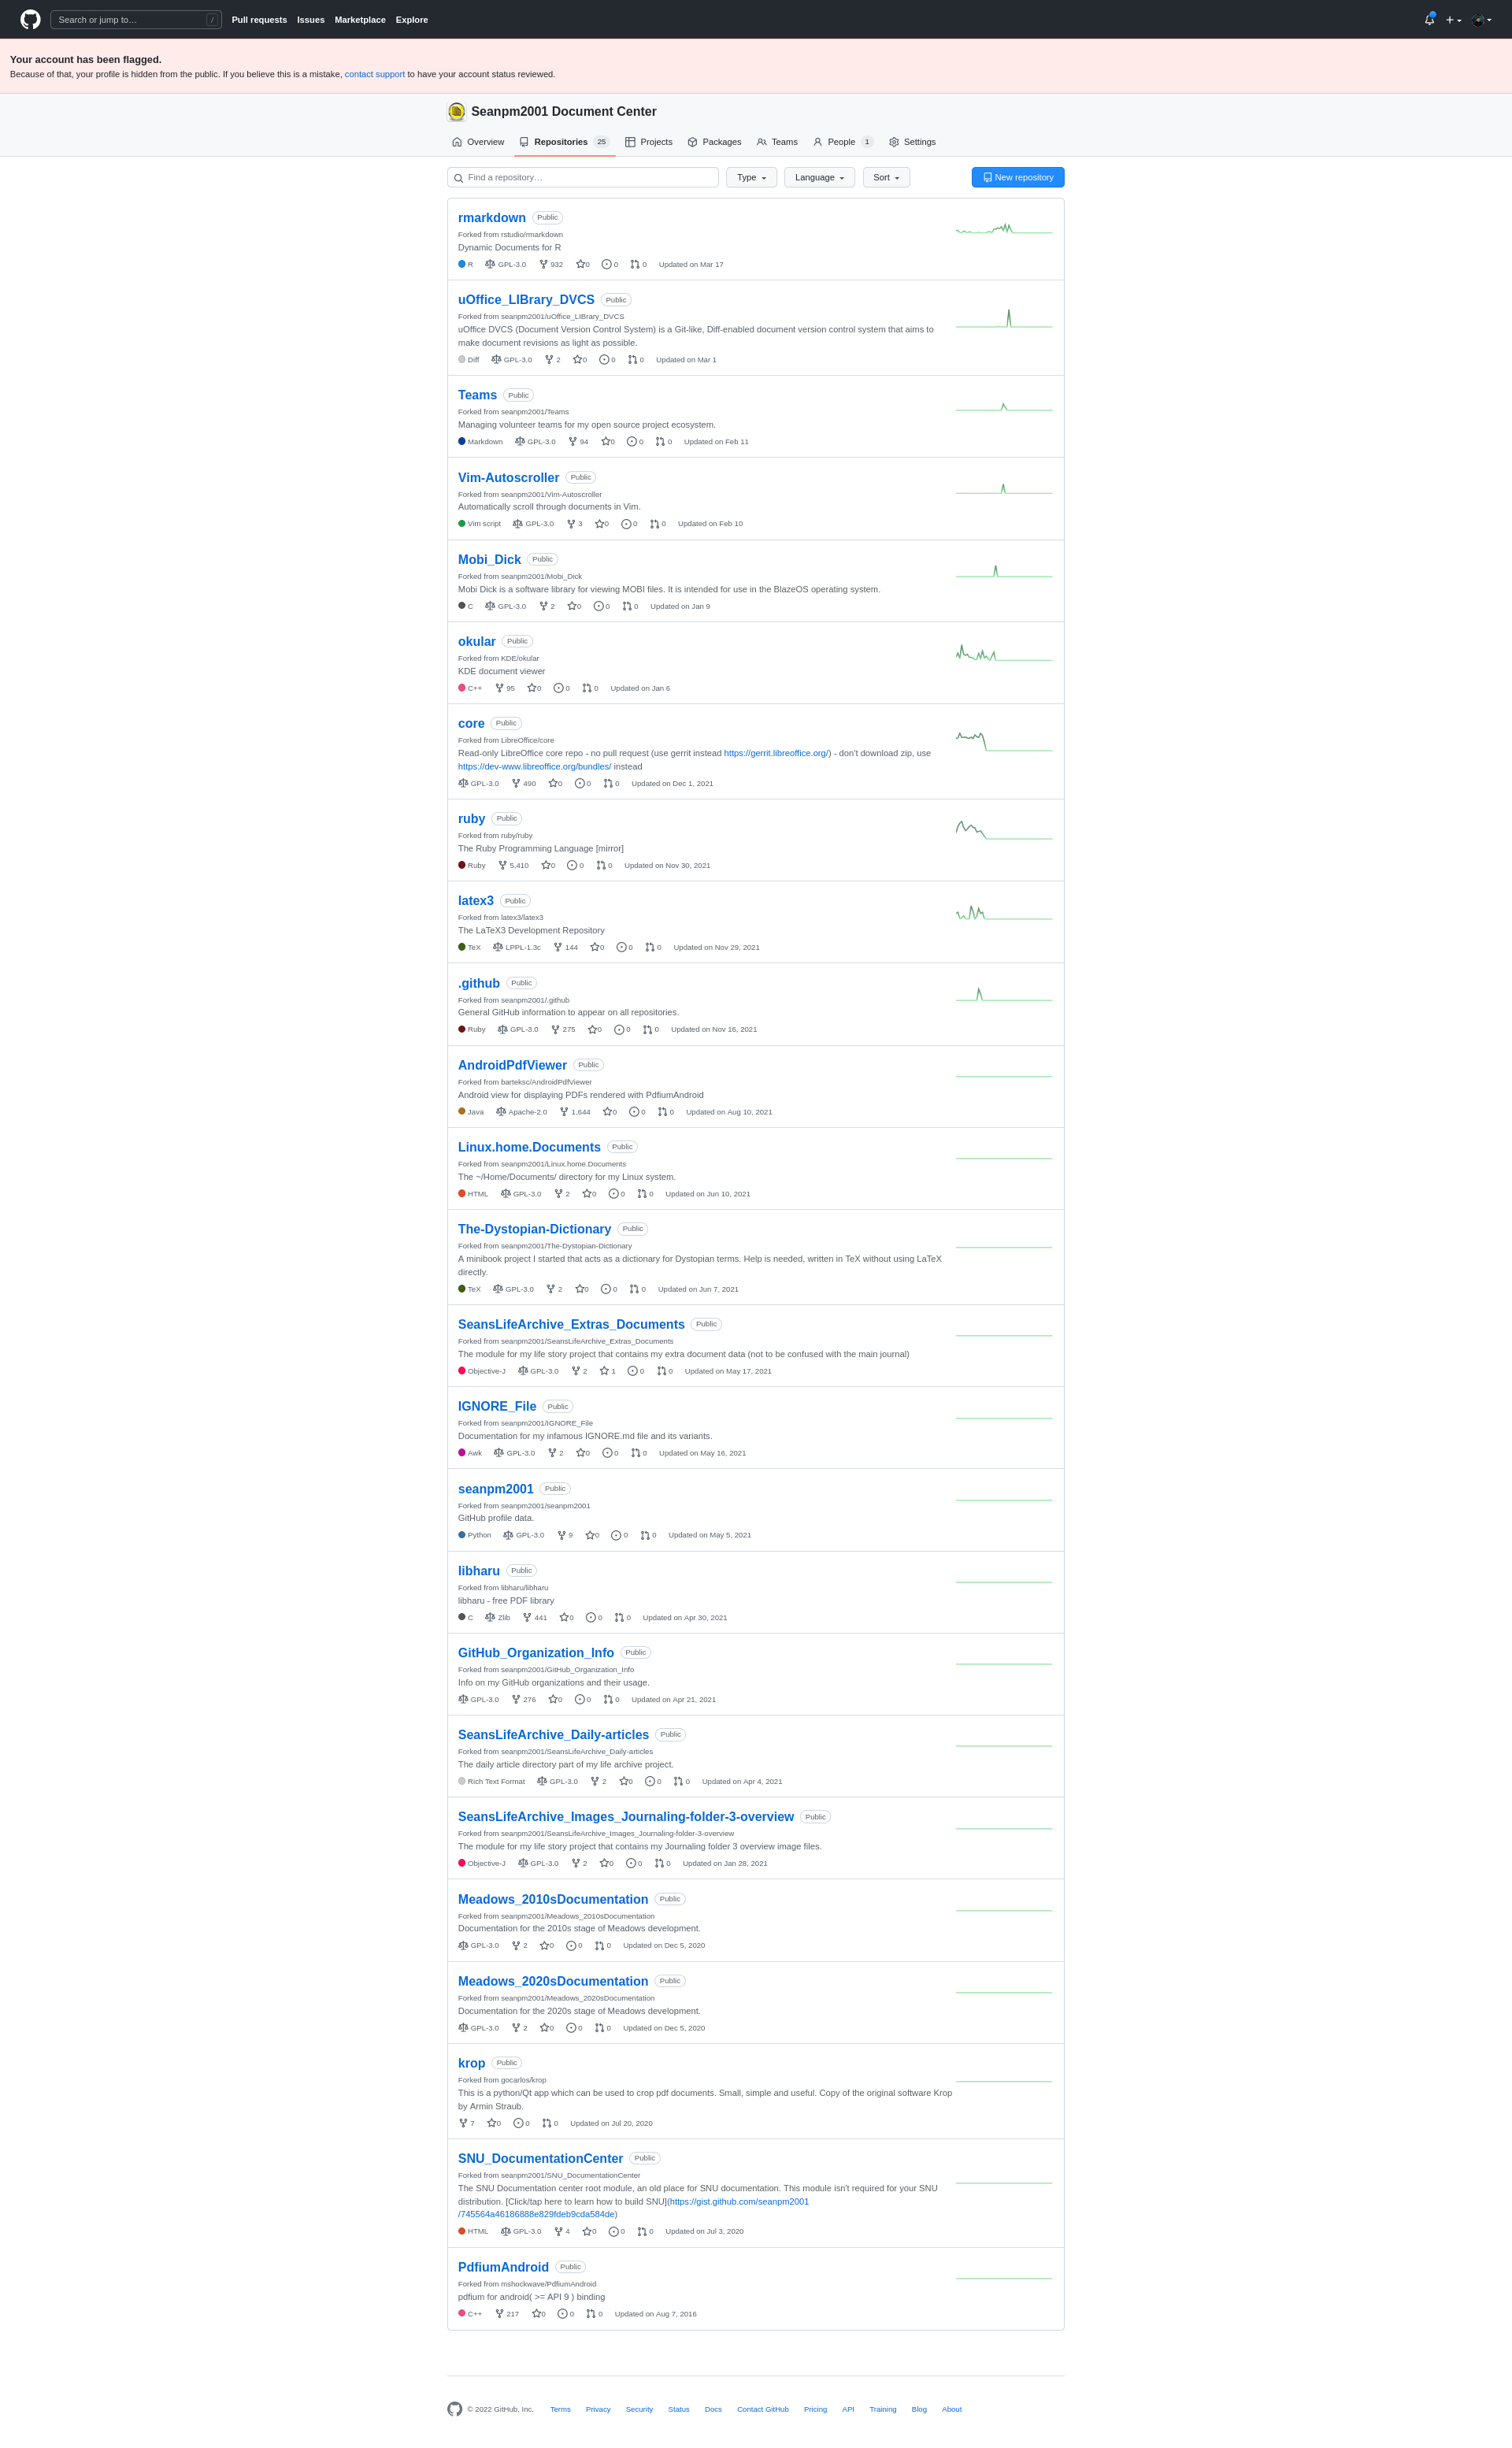 Search or jump to… /
Pull requests Issues Marketplace Explore
Your account has been flagged.
Because of that, your profile is hidden from the public. If you believe this is a mistake, contact support to have your account status reviewed.
Seanpm2001 Document Center
Overview Repositories 25 Projects Packages Teams People 1 Settings
Find a repository… Type Language Sort New repository
rmarkdown Public
Forked from rstudio/rmarkdown
Dynamic Documents for R
R GPL-3.0 932 0 0 0 Updated on Mar 17
uOffice_LIBrary_DVCS Public
Forked from seanpm2001/uOffice_LIBrary_DVCS
uOffice DVCS (Document Version Control System) is a Git-like, Diff-enabled document version control system that aims to
make document revisions as light as possible.
Diff GPL-3.0 2 0 0 0 Updated on Mar 1
Teams Public
Forked from seanpm2001/Teams
Managing volunteer teams for my open source project ecosystem.
Markdown GPL-3.0 94 0 0 0 Updated on Feb 11
Vim-Autoscroller Public
Forked from seanpm2001/Vim-Autoscroller
Automatically scroll through documents in Vim.
Vim script GPL-3.0 3 0 0 0 Updated on Feb 10
Mobi_Dick Public
Forked from seanpm2001/Mobi_Dick
Mobi Dick is a software library for viewing MOBI files. It is intended for use in the BlazeOS operating system.
C GPL-3.0 2 0 0 0 Updated on Jan 9
okular Public
Forked from KDE/okular
KDE document viewer
C++ 95 0 0 0 Updated on Jan 6
core Public
Forked from LibreOffice/core
Read-only LibreOffice core repo - no pull request (use gerrit instead https://gerrit.libreoffice.org/) - don't download zip, use
https://dev-www.libreoffice.org/bundles/ instead
GPL-3.0 490 0 0 0 Updated on Dec 1, 2021
ruby Public
Forked from ruby/ruby
The Ruby Programming Language [mirror]
Ruby 5,410 0 0 0 Updated on Nov 30, 2021
latex3 Public
Forked from latex3/latex3
The LaTeX3 Development Repository
TeX LPPL-1.3c 144 0 0 0 Updated on Nov 29, 2021
.github Public
Forked from seanpm2001/.github
General GitHub information to appear on all repositories.
Ruby GPL-3.0 275 0 0 0 Updated on Nov 16, 2021
AndroidPdfViewer Public
Forked from barteksc/AndroidPdfViewer
Android view for displaying PDFs rendered with PdfiumAndroid
Java Apache-2.0 1,644 0 0 0 Updated on Aug 10, 2021
Linux.home.Documents Public
Forked from seanpm2001/Linux.home.Documents
The ~/Home/Documents/ directory for my Linux system.
HTML GPL-3.0 2 0 0 0 Updated on Jun 10, 2021
The-Dystopian-Dictionary Public
Forked from seanpm2001/The-Dystopian-Dictionary
A minibook project I started that acts as a dictionary for Dystopian terms. Help is needed, written in TeX without using LaTeX
directly.
TeX GPL-3.0 2 0 0 0 Updated on Jun 7, 2021
SeansLifeArchive_Extras_Documents Public
Forked from seanpm2001/SeansLifeArchive_Extras_Documents
The module for my life story project that contains my extra document data (not to be confused with the main journal)
Objective-J GPL-3.0 2 1 0 0 Updated on May 17, 2021
IGNORE_File Public
Forked from seanpm2001/IGNORE_File
Documentation for my infamous IGNORE.md file and its variants.
Awk GPL-3.0 2 0 0 0 Updated on May 16, 2021
seanpm2001 Public
Forked from seanpm2001/seanpm2001
GitHub profile data.
Python GPL-3.0 9 0 0 0 Updated on May 5, 2021
libharu Public
Forked from libharu/libharu
libharu - free PDF library
C Zlib 441 0 0 0 Updated on Apr 30, 2021
GitHub_Organization_Info Public
Forked from seanpm2001/GitHub_Organization_Info
Info on my GitHub organizations and their usage.
GPL-3.0 276 0 0 0 Updated on Apr 21, 2021
SeansLifeArchive_Daily-articles Public
Forked from seanpm2001/SeansLifeArchive_Daily-articles
The daily article directory part of my life archive project.
Rich Text Format GPL-3.0 2 0 0 0 Updated on Apr 4, 2021
SeansLifeArchive_Images_Journaling-folder-3-overview Public
Forked from seanpm2001/SeansLifeArchive_Images_Journaling-folder-3-overview
The module for my life story project that contains my Journaling folder 3 overview image files.
Objective-J GPL-3.0 2 0 0 0 Updated on Jan 28, 2021
Meadows_2010sDocumentation Public
Forked from seanpm2001/Meadows_2010sDocumentation
Documentation for the 2010s stage of Meadows development.
GPL-3.0 2 0 0 0 Updated on Dec 5, 2020
Meadows_2020sDocumentation Public
Forked from seanpm2001/Meadows_2020sDocumentation
Documentation for the 2020s stage of Meadows development.
GPL-3.0 2 0 0 0 Updated on Dec 5, 2020
krop Public
Forked from gocarlos/krop
This is a python/Qt app which can be used to crop pdf documents. Small, simple and useful. Copy of the original software Krop
by Armin Straub.
7 0 0 0 Updated on Jul 20, 2020
SNU_DocumentationCenter Public
Forked from seanpm2001/SNU_DocumentationCenter
The SNU Documentation center root module, an old place for SNU documentation. This module isn't required for your SNU
distribution. [Click/tap here to learn how to build SNU](https://gist.github.com/seanpm2001
/745564a46186888e829fdeb9cda584de)
HTML GPL-3.0 4 0 0 0 Updated on Jul 3, 2020
PdfiumAndroid Public
Forked from mshockwave/PdfiumAndroid
pdfium for android( >= API 9 ) binding
C++ 217 0 0 0 Updated on Aug 7, 2016
© 2022 GitHub, Inc. Terms Privacy Security Status Docs Contact GitHub Pricing API Training Blog About